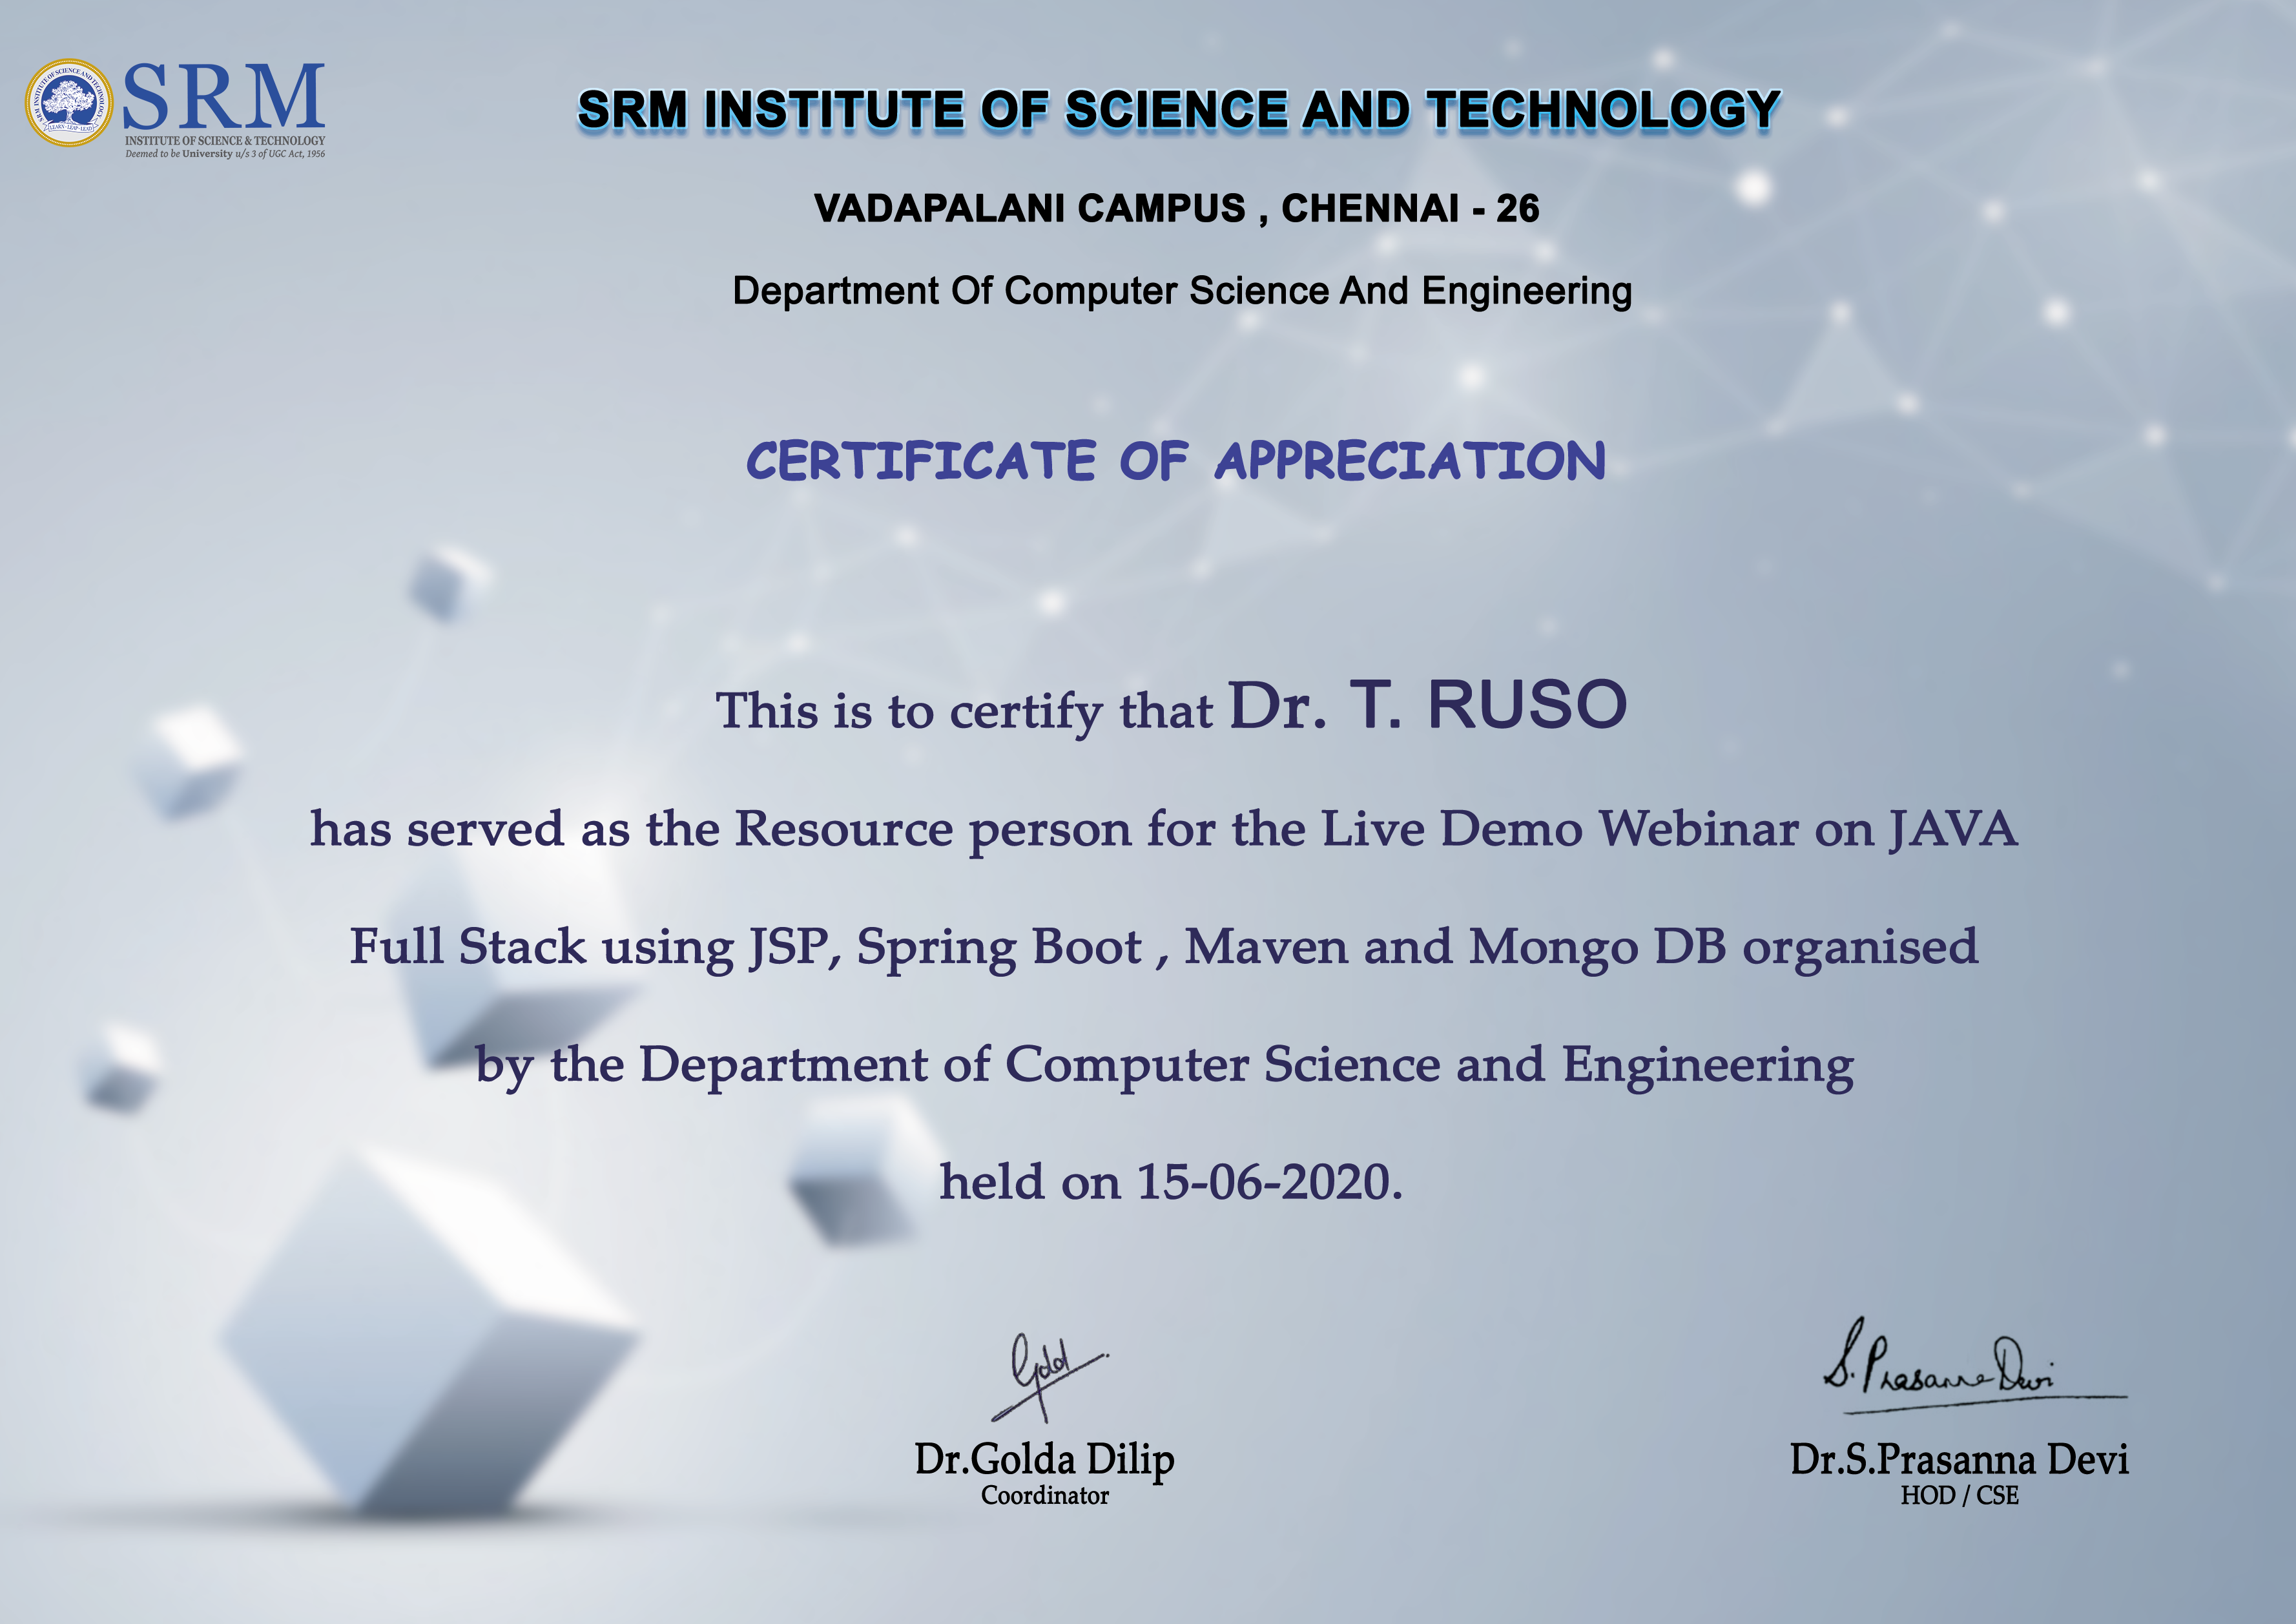 SRM INSTITUTE OF SCIENCE AND TECHNOLOGY
LEARN - LEAP - LEAD
SRM
INSTITUTE OF SCIENCE & TECHNOLOGY
Deemed to be University u/s 3 of UGC Act, 1956
SRM INSTITUTE OF SCIENCE AND TECHNOLOGY
VADAPALANI CAMPUS , CHENNAI - 26
Department Of Computer Science And Engineering
CERTIFICATE OF APPRECIATION
This is to certify that Dr. T. RUSO
has served as the Resource person for the Live Demo Webinar on JAVA
Full Stack using JSP, Spring Boot , Maven and Mongo DB organised
by the Department of Computer Science and Engineering
held on 15-06-2020.
Gold
S. Prasanna Devi
Dr.Golda Dilip
Coordinator
Dr.S.Prasanna Devi
HOD / CSE